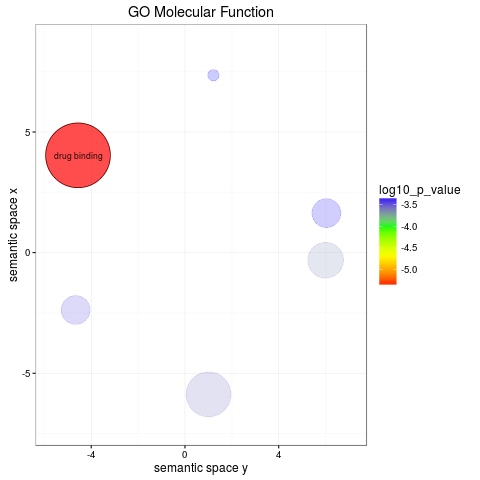 GO Molecular Function
drug binding
semantic space x
5
0
-5
-4
0
4
semantic space y
log10_p_value
-3.5
-4.0
-4.5
-5.0